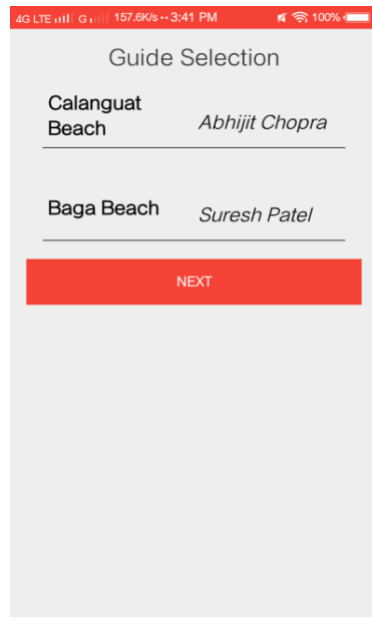 4G LTE G 157.6K/s •• 3:41 PM 100%
Guide Selection
Calanguat
Beach
Abhijit Chopra
Baga Beach
Suresh Patel
NEXT